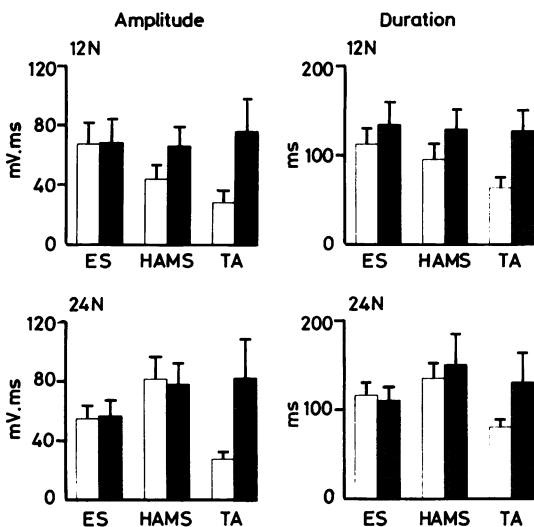 Amplitude
Duration
12N
120
80
40
0
mV.ms
ES HAMS TA
12N
200
100
0
ms
ES HAMS TA
24N
120
80
40
0
mV.ms
ES HAMS TA
24N
200
100
0
ms
ES HAMS TA